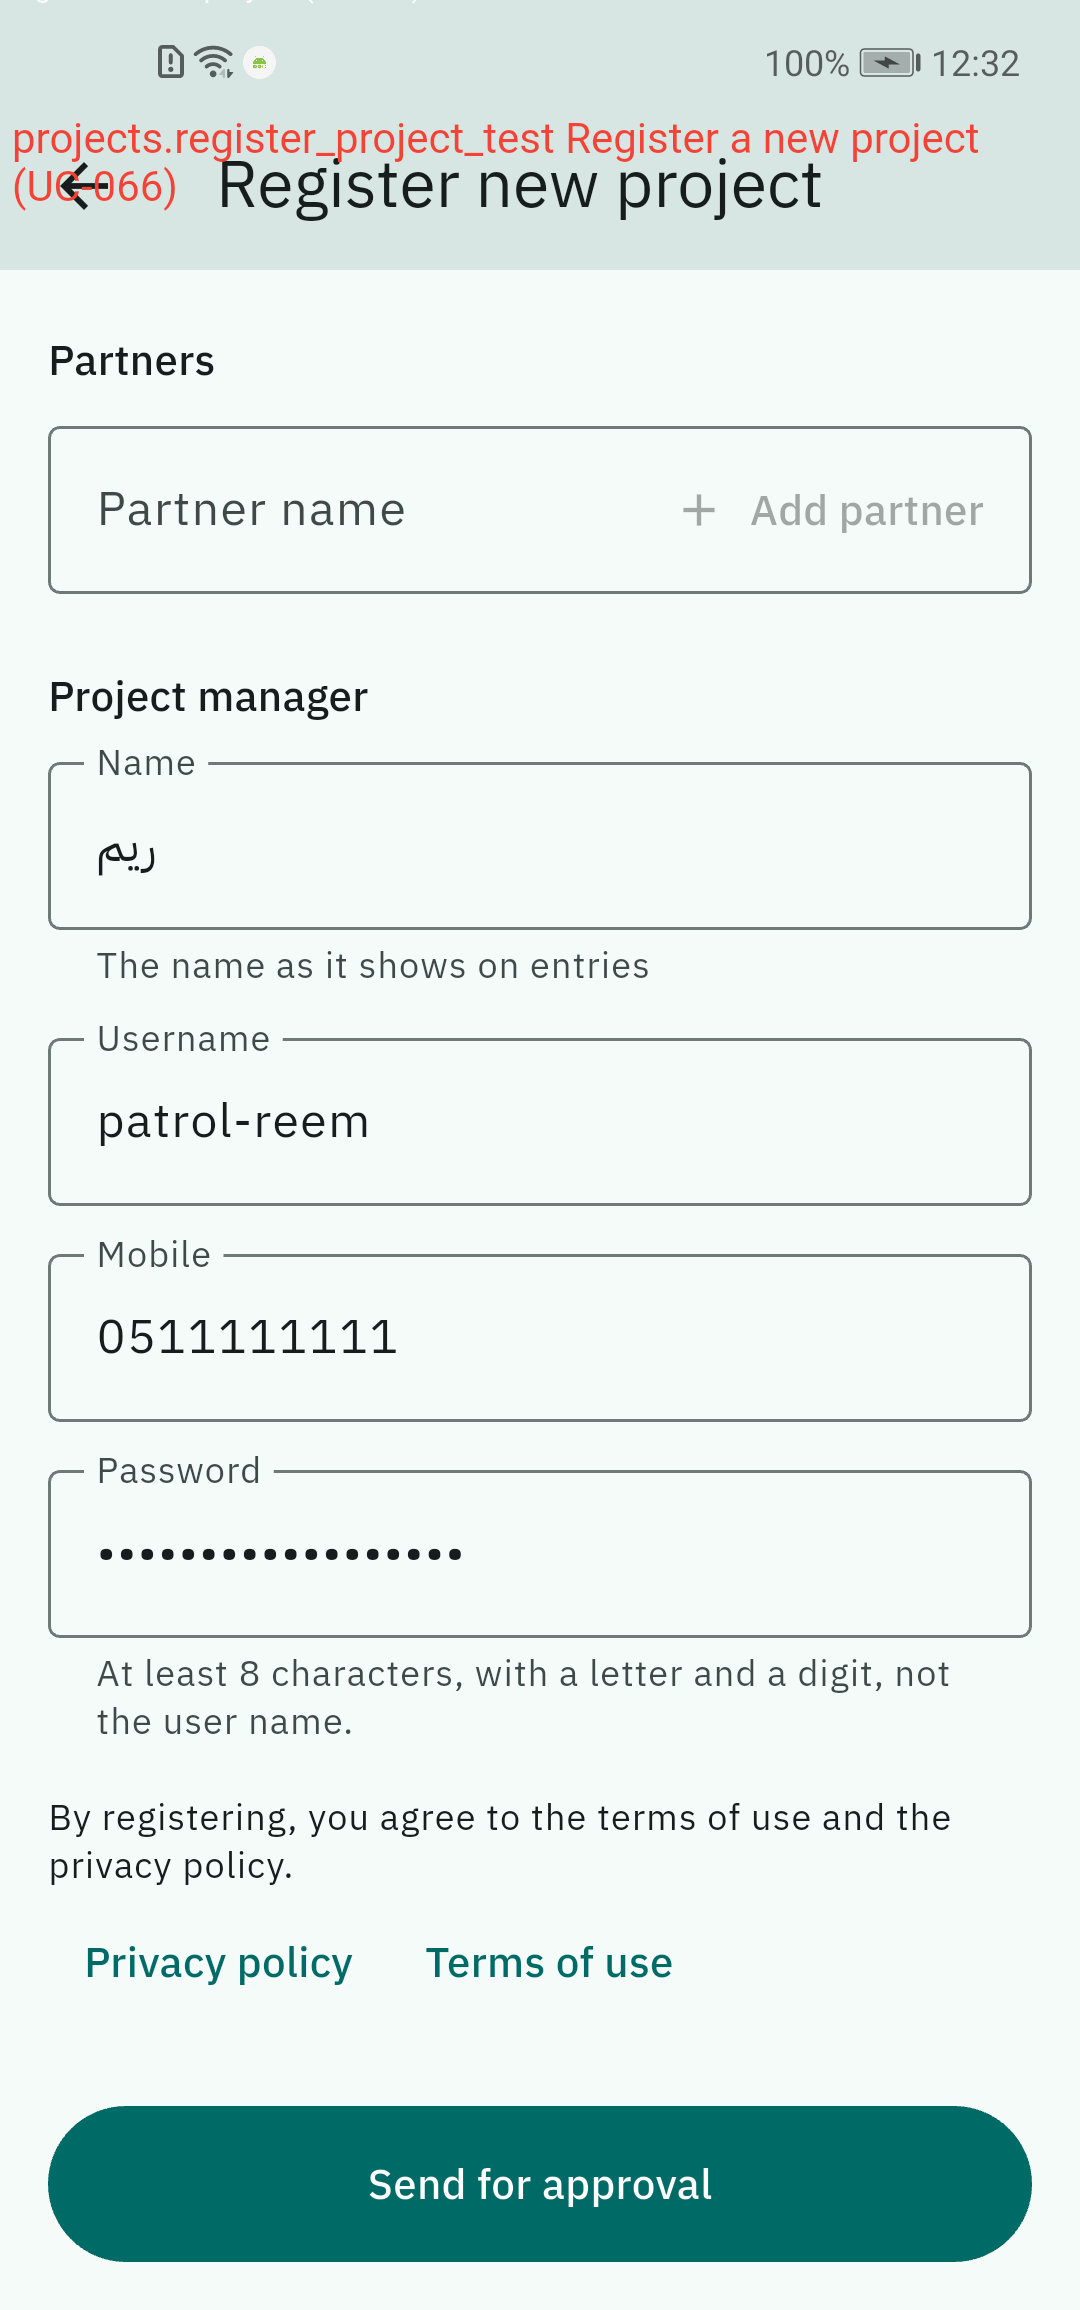 100% 12:32
projects.register_project_test Register a new project
(UC-066)
Register new project
Partners
Partner name
+ Add partner
Project manager
Name
ريم
The name as it shows on entries
Username
patrol-reem
Mobile
0511111111
Password
••••••••••••••••••
At least 8 characters, with a letter and a digit, not
the user name.
By registering, you agree to the terms of use and the
privacy policy.
Privacy policy
Terms of use
Send for approval